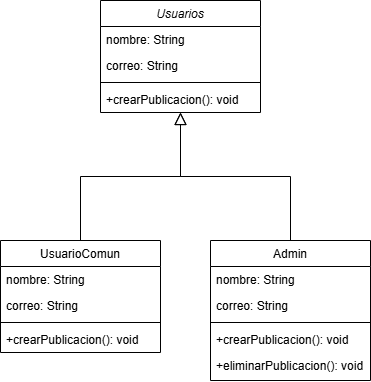 Usuarios
nombre: String
correo: String
+crearPublicacion(): void
UsuarioComun
nombre: String
correo: String
+crearPublicacion(): void
Admin
nombre: String
correo: String
+crearPublicacion(): void
+eliminarPublicacion(): void